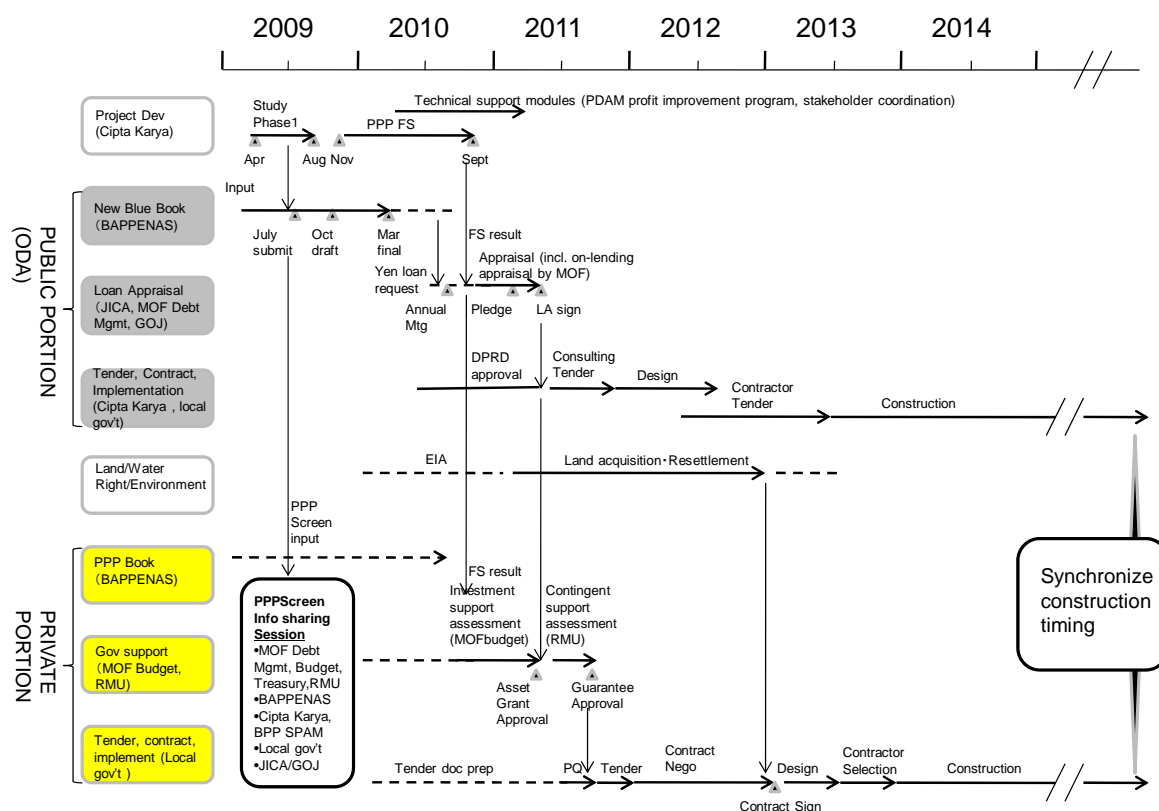 2009 2010 2011 2012 2013 2014
Project Dev
(Cipta Karya)
Study
Phase1
PPP FS
Technical support modules (PDAM profit improvement program, stakeholder coordination)
Apr
Aug
Nov
Sept
PUBLIC PORTION
(ODA)
New Blue Book
(BAPPENAS)
Input
July
submit
Oct
draft
Mar
final
FS result
Loan Appraisal
(JICA, MOF Debt
Mgmt, GOJ)
Yen loan
request
Appraisal (incl. on-lending
appraisal by MOF)
Annual
Mtg
Pledge
LA sign
Tender, Contract,
Implementation
(Cipta Karya , local
gov't)
DPRD
approval
Consulting
Tender
Design
Contractor
Tender
Construction
Land/Water
Right/Environment
EIA
Land acquisition・Resettlement
PRIVATE
PORTION
PPP Book
(BAPPENAS)
PPP
Screen
input
FS result
PPPScreen
Info sharing
Session
•MOF Debt
Mgmt, Budget,
Treasury,RMU
•BAPPENAS
•Cipta Karya,
BPP SPAM
•Local gov't
•JICA/GOJ
Gov support
(MOF Budget,
RMU)
Investment
support
assessment
(MOFbudget)
Contingent
support
assessment
(RMU)
Asset
Grant
Approval
Guarantee
Approval
Tender, contract,
implement (Local
gov't )
Tender doc prep
PQ
Tender
Contract
Nego
Design
Contractor
Selection
Construction
Contract Sign
Synchronize
construction
timing